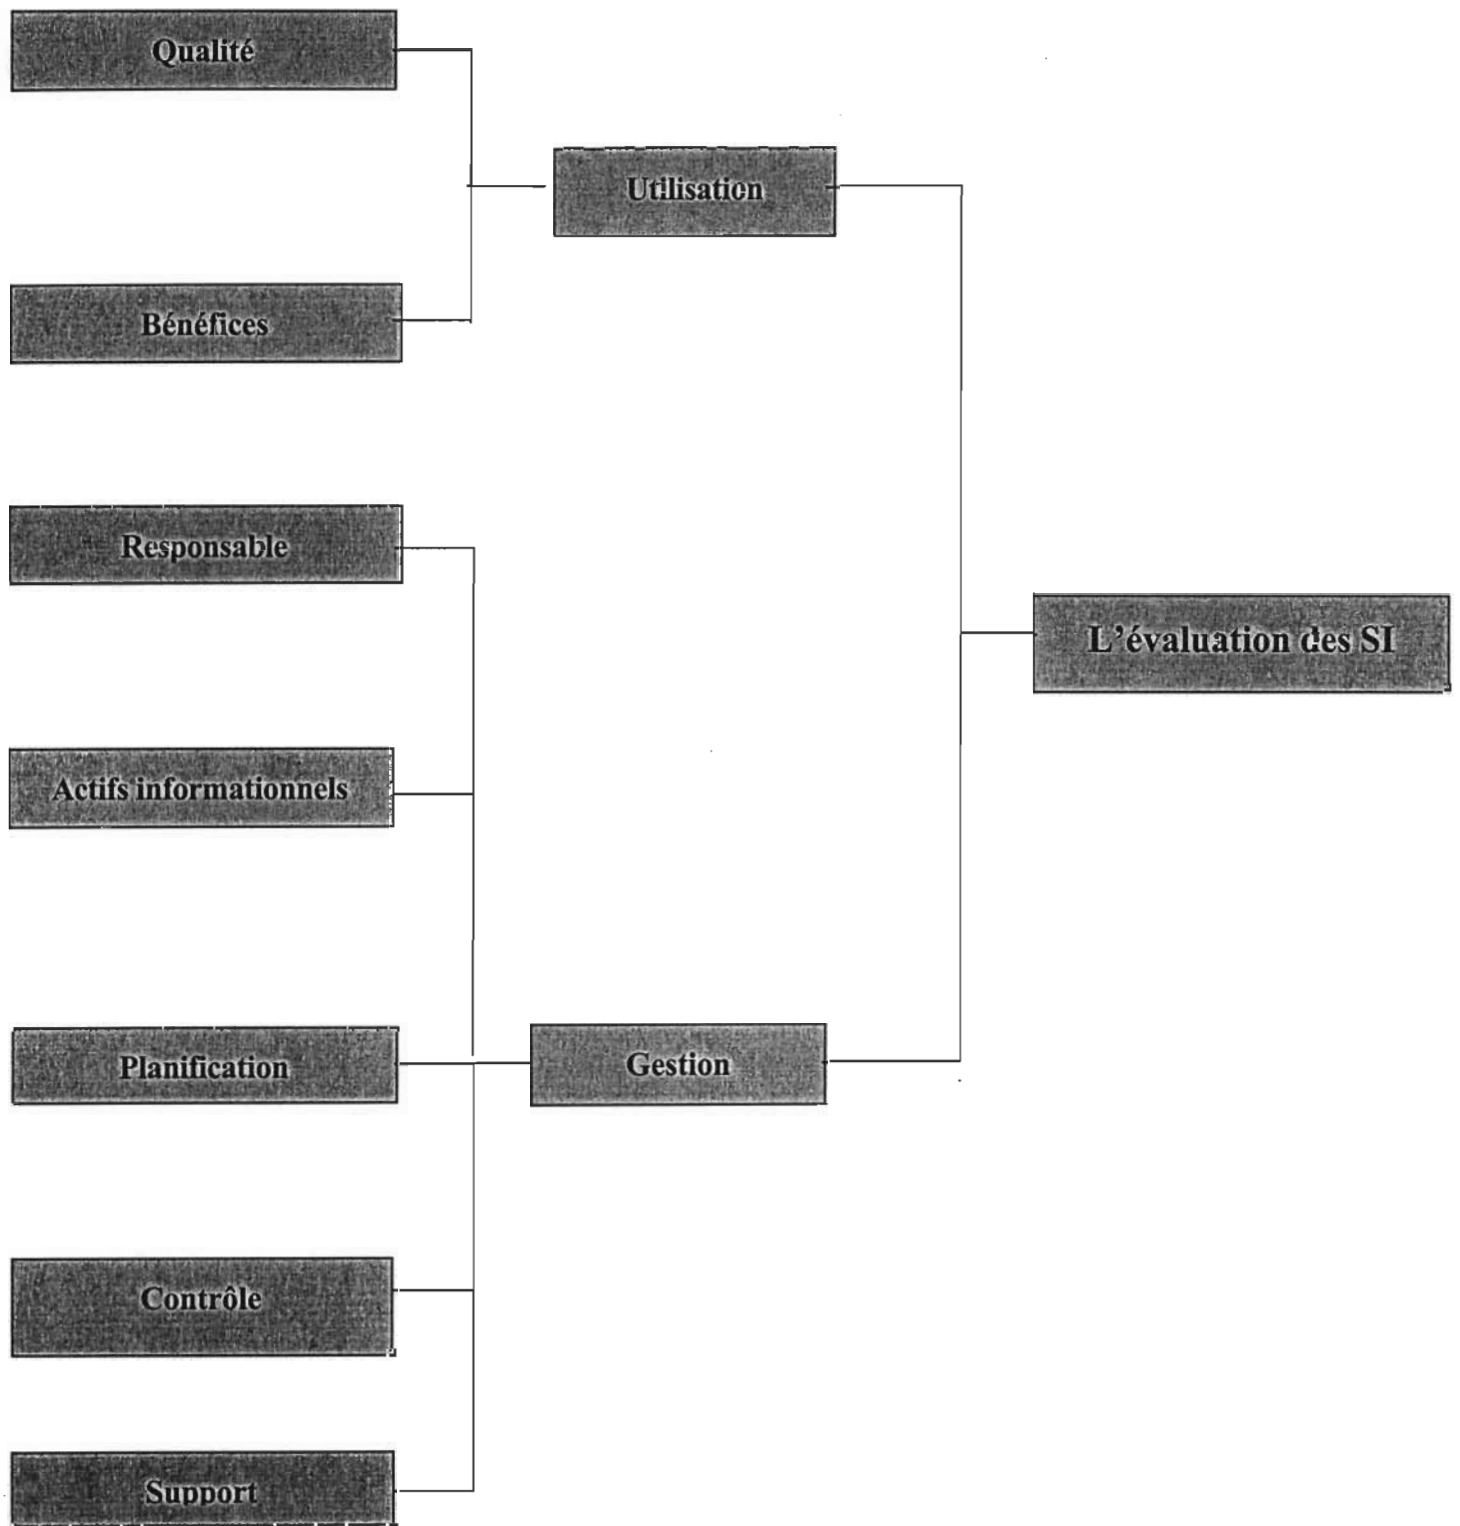 Qualité
Utilisation
Bénéfices
Responsable
L'évaluation des SI
Actifs informationnels
Planification
Gestion
Contrôle
Support